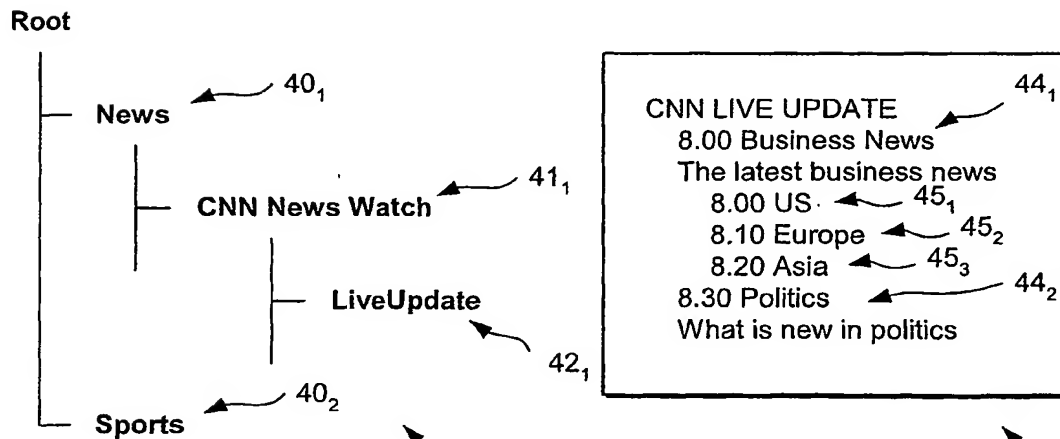 Root
40₁
News
41₁
CNN News Watch
LiveUpdate
42₁
40₂
Sports
44₁
CNN LIVE UPDATE
8.00 Business News
The latest business news
8.00 US 45₁
8.10 Europe 45₂
8.20 Asia 45₃
44₂
8.30 Politics
What is new in politics